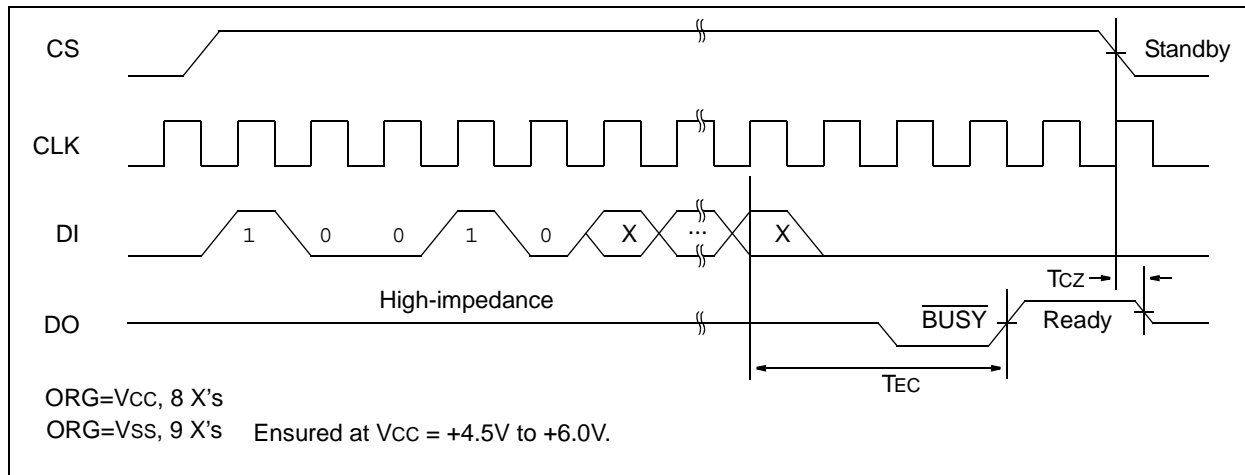 CS
Standby
CLK
DI
1 0 0 1 0 X ... X
TCZ
High-impedance
DO
BUSY
Ready
TEC
ORG=VCC, 8 X's
ORG=VSS, 9 X's
Ensured at VCC = +4.5V to +6.0V.